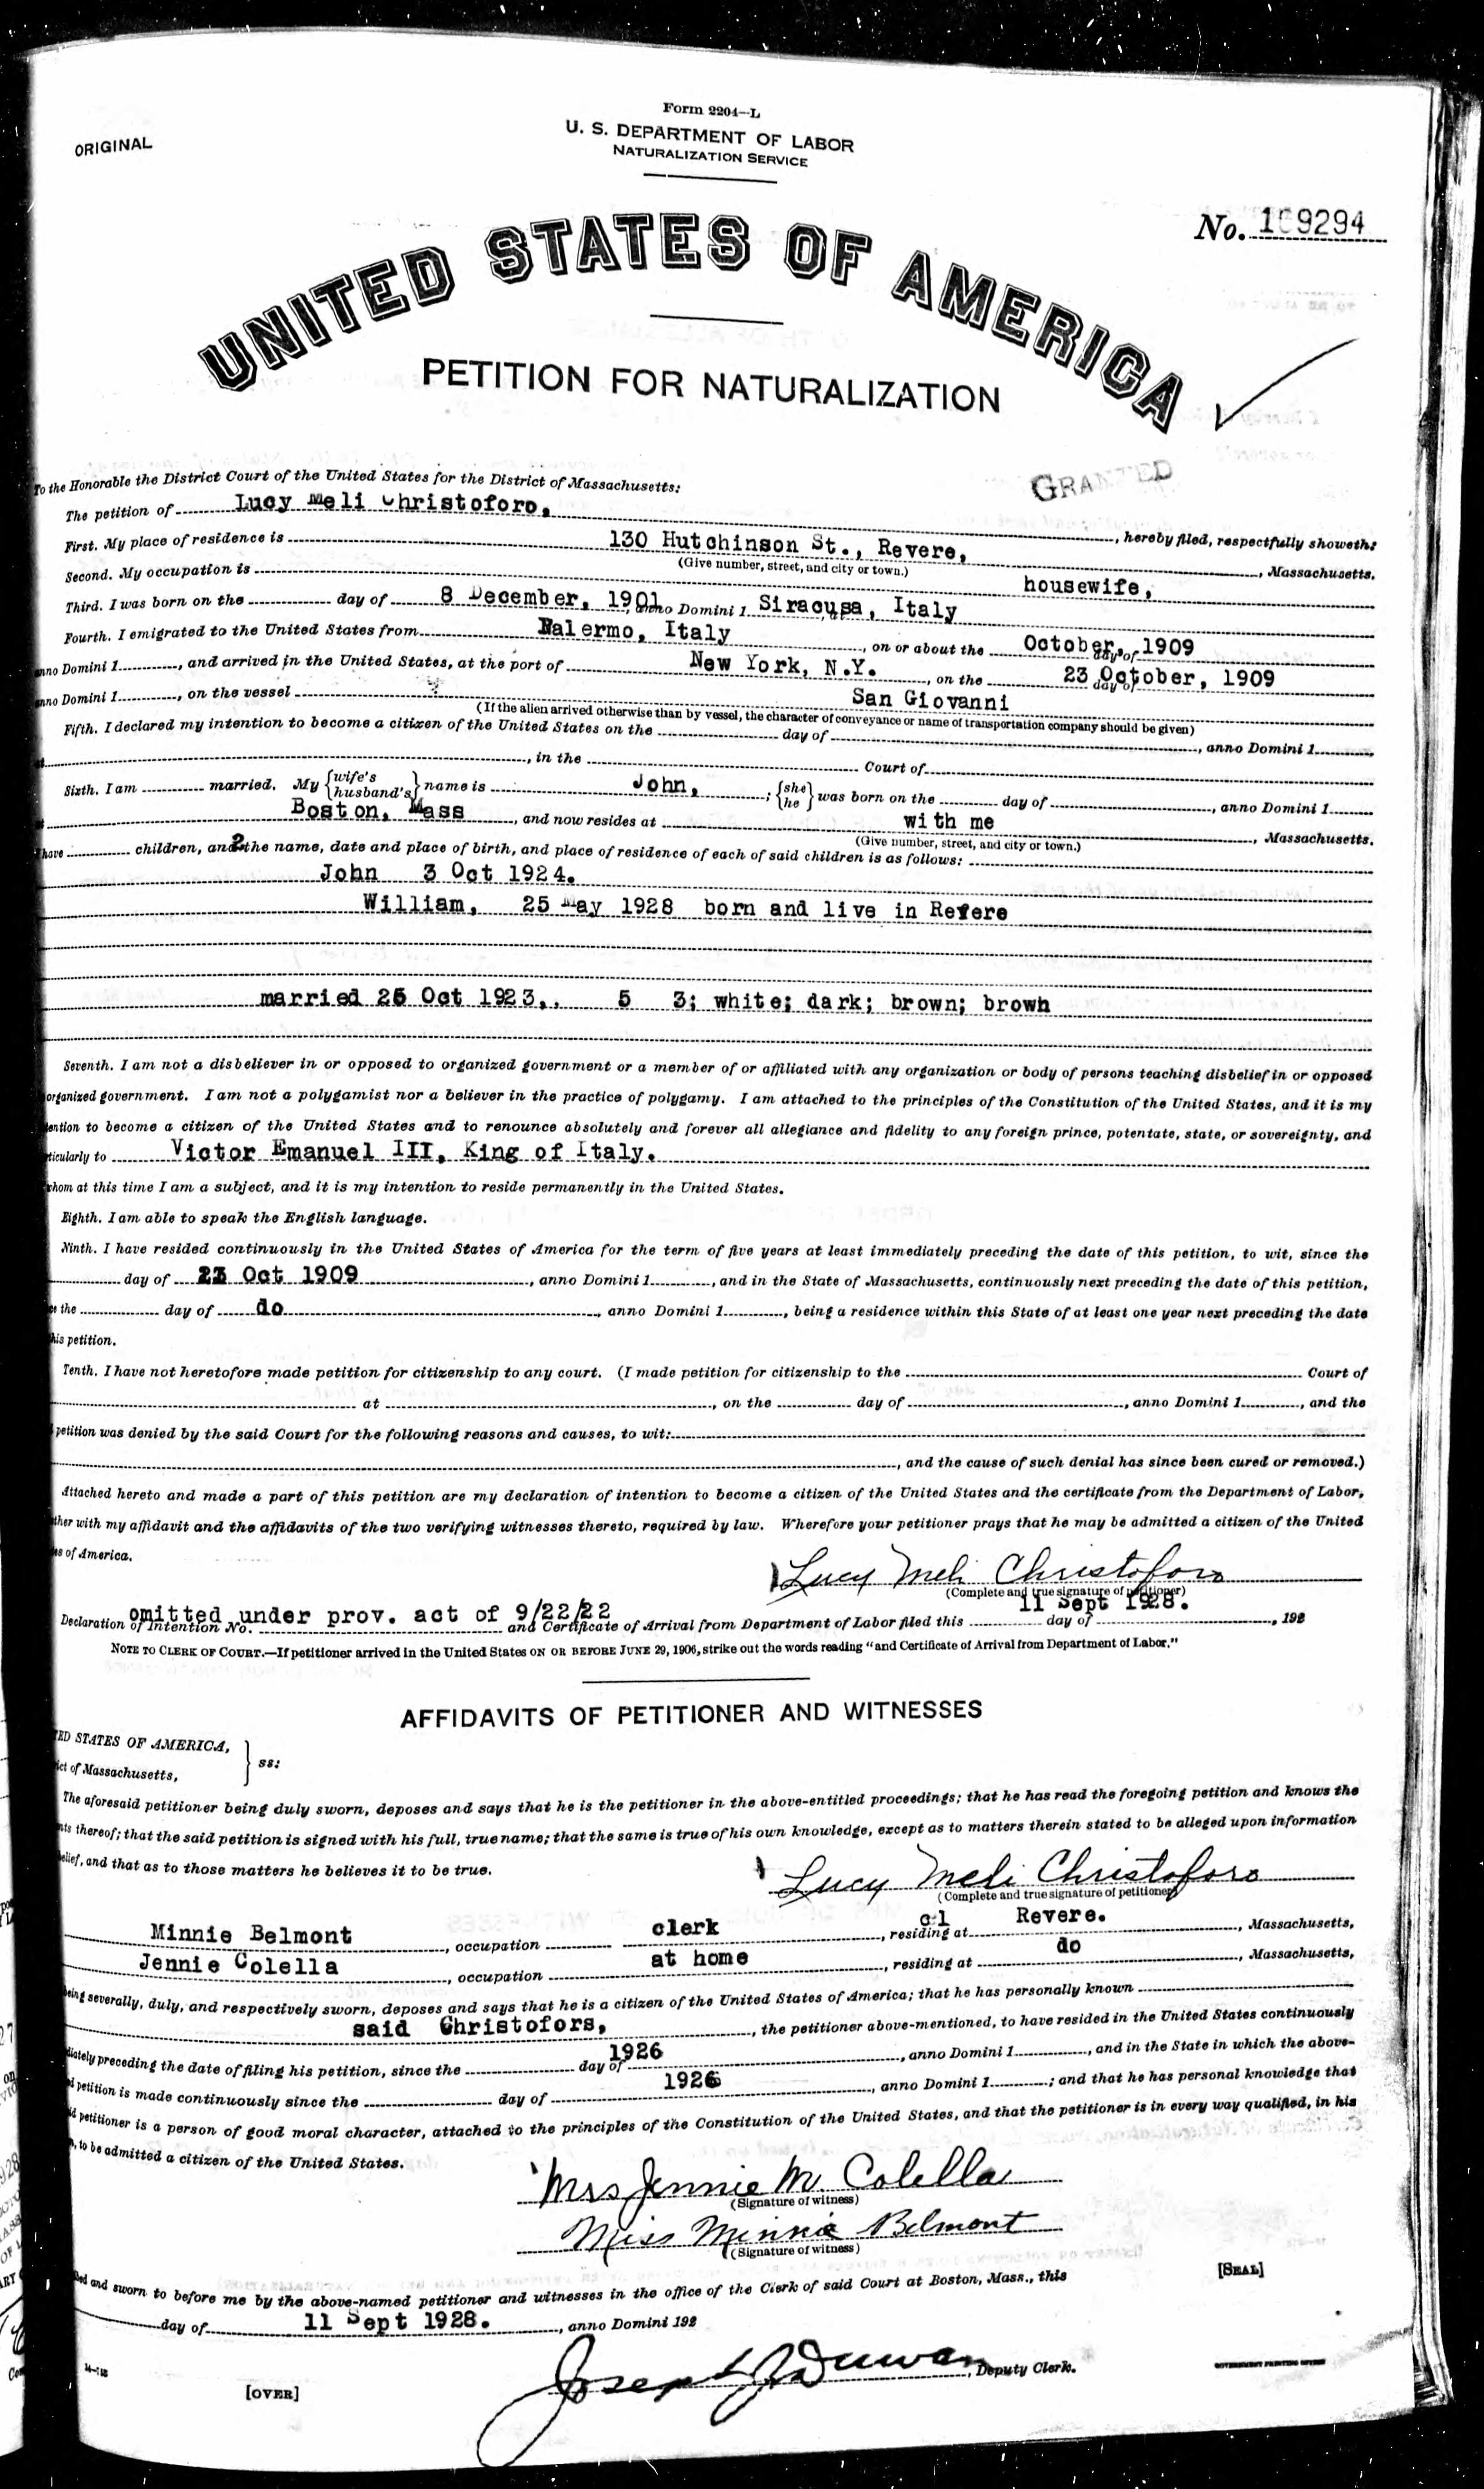 ORIGINAL
Form 2204—L
U. S. DEPARTMENT OF LABOR
NATURALIZATION SERVICE
No. 169294
UNITED STATES OF AMERICA
PETITION FOR NATURALIZATION
GRANTED
To the Honorable the District Court of the United States for the District of Massachusetts:
The petition of Lucy Meli Christoforo, , hereby filed, respectfully showeth:
First. My place of residence is 130 Hutchinson St., Revere, , Massachusetts.
(Give number, street, and city or town.)
Second. My occupation is housewife,
Third. I was born on the day of 8 December, 1901 anno Domini 1 Siracusa, Italy
Fourth. I emigrated to the United States from Palermo, Italy , on or about the October, 1909 day of
anno Domini 1 , and arrived in the United States, at the port of New York, N.Y. , on the 23 October, 1909 day of
anno Domini 1 , on the vessel San Giovanni
(If the alien arrived otherwise than by vessel, the character of conveyance or name of transportation company should be given)
Fifth. I declared my intention to become a citizen of the United States on the day of , anno Domini 1
, in the Court of
Sixth. I am married. My {wife's husband's} name is John, ; {she he} was born on the day of , anno Domini 1
Boston, Mass , and now resides at with me , Massachusetts.
(Give number, street, and city or town.)
have children, and 2 the name, date and place of birth, and place of residence of each of said children is as follows:
John 3 Oct 1924.
William, 25 May 1928 born and live in Revere
married 25 Oct 1923,. 5 3; white; dark; brown; brown
Seventh. I am not a disbeliever in or opposed to organized government or a member of or affiliated with any organization or body of persons teaching disbelief in or opposed
organized government. I am not a polygamist nor a believer in the practice of polygamy. I am attached to the principles of the Constitution of the United States, and it is my
ention to become a citizen of the United States and to renounce absolutely and forever all allegiance and fidelity to any foreign prince, potentate, state, or sovereignty, and
ticularly to Victor Emanuel III, King of Italy.
whom at this time I am a subject, and it is my intention to reside permanently in the United States.
Eighth. I am able to speak the English language.
Ninth. I have resided continuously in the United States of America for the term of five years at least immediately preceding the date of this petition, to wit, since the
day of 23 Oct 1909 , anno Domini 1 , and in the State of Massachusetts, continuously next preceding the date of this petition,
the day of do , anno Domini 1 , being a residence within this State of at least one year next preceding the date
his petition.
Tenth. I have not heretofore made petition for citizenship to any court. (I made petition for citizenship to the Court of
at , on the day of , anno Domini 1 , and the
petition was denied by the said Court for the following reasons and causes, to wit:
, and the cause of such denial has since been cured or removed.)
Attached hereto and made a part of this petition are my declaration of intention to become a citizen of the United States and the certificate from the Department of Labor,
ther with my affidavit and the affidavits of the two verifying witnesses thereto, required by law. Wherefore your petitioner prays that he may be admitted a citizen of the United
es of America.
Lucy Meli Christoforo
(Complete and true signature of petitioner)
Declaration of Intention No. omitted under prov. act of 9/22/22 and Certificate of Arrival from Department of Labor filed this 11 Sept 1928. day of , 192
NOTE TO CLERK OF COURT.—If petitioner arrived in the United States ON OR BEFORE JUNE 29, 1906, strike out the words reading "and Certificate of Arrival from Department of Labor."
AFFIDAVITS OF PETITIONER AND WITNESSES
ED STATES OF AMERICA,
ict of Massachusetts, } ss:
The aforesaid petitioner being duly sworn, deposes and says that he is the petitioner in the above-entitled proceedings; that he has read the foregoing petition and knows the
nts thereof; that the said petition is signed with his full, true name; that the same is true of his own knowledge, except as to matters therein stated to be alleged upon information
belief, and that as to those matters he believes it to be true.
Lucy Meli Christoforo
(Complete and true signature of petitioner)
Minnie Belmont , occupation clerk , residing at Revere. , Massachusetts,
Jennie Colella , occupation at home , residing at do , Massachusetts,
being severally, duly, and respectively sworn, deposes and says that he is a citizen of the United States of America; that he has personally known
said Christofors, , the petitioner above-mentioned, to have resided in the United States continuously
diately preceding the date of filing his petition, since the day of 1926 , anno Domini 1 , and in the State in which the above-
d petition is made continuously since the day of 1926 , anno Domini 1 ; and that he has personal knowledge that
id petitioner is a person of good moral character, attached to the principles of the Constitution of the United States, and that the petitioner is in every way qualified, in his
n, to be admitted a citizen of the United States.
Mrs Jennie M. Colella
(Signature of witness)
Miss Minnie Belmont
(Signature of witness)
[SEAL]
ed and sworn to before me by the above-named petitioner and witnesses in the office of the Clerk of said Court at Boston, Mass., this
day of 11 Sept 1928. , anno Domini 192
Joseph , Deputy Clerk.
[OVER]